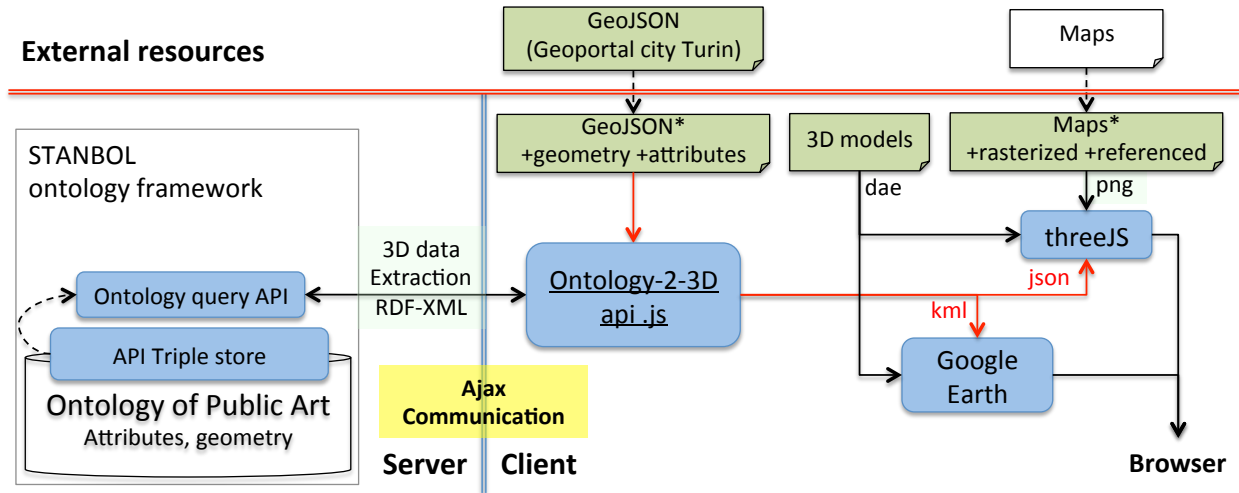 External resources
GeoJSON
(Geoportal city Turin)
Maps
STANBOL
ontology framework
GeoJSON*
+geometry +attributes
3D models
Maps*
+rasterized +referenced
dae
png
3D data
Extraction
RDF-XML
Ontology query API
API Triple store
Ontology of Public Art
Attributes, geometry
Ontology-2-3D
api .js
threeJS
json
kml
Google
Earth
Ajax
Communication
Server
Client
Browser